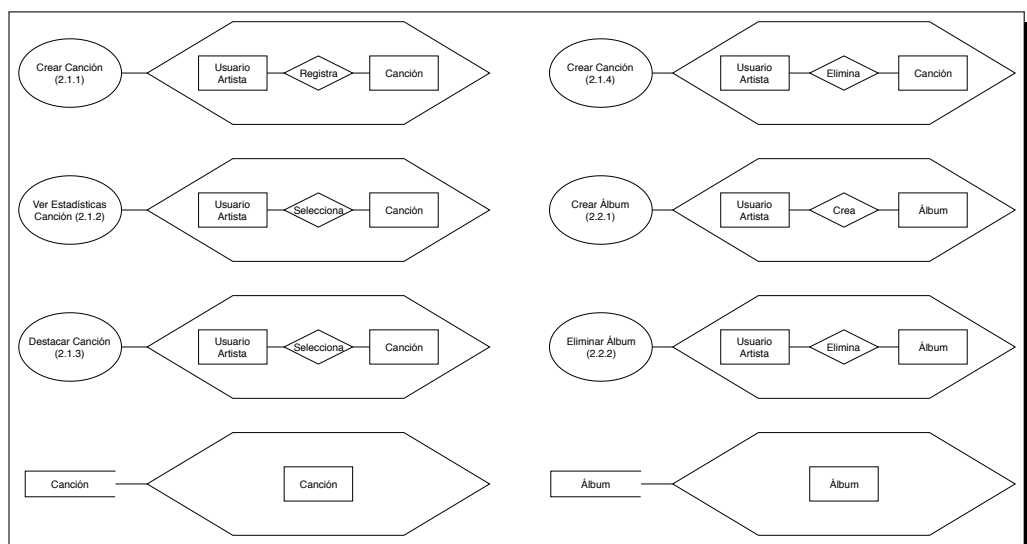 Crear Canción
(2.1.1)
Usuario
Artista
Registra
Canción
Crear Canción
(2.1.4)
Usuario
Artista
Elimina
Canción
Ver Estadísticas
Canción (2.1.2)
Usuario
Artista
Selecciona
Canción
Crear Álbum
(2.2.1)
Usuario
Artista
Crea
Álbum
Destacar Canción
(2.1.3)
Usuario
Artista
Selecciona
Canción
Eliminar Álbum
(2.2.2)
Usuario
Artista
Elimina
Álbum
Canción
Canción
Álbum
Álbum